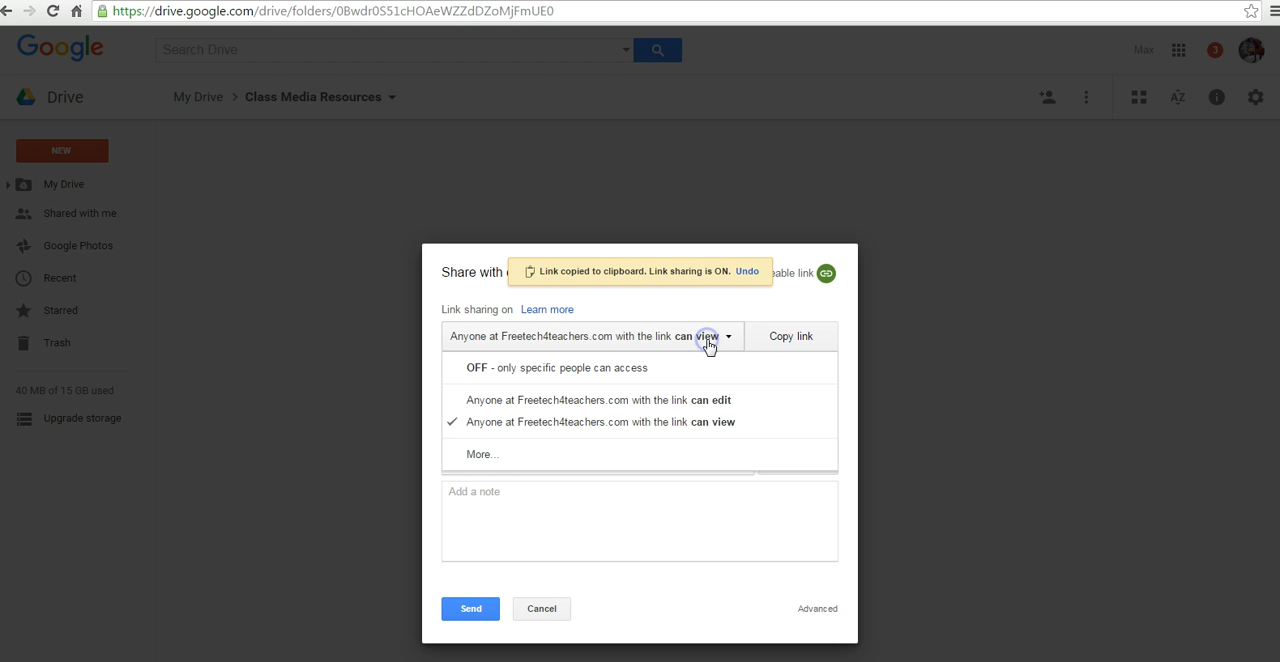 https://drive.google.com/drive/folders/0Bwdr0S51cHOAeWZZdDZoMjFmUE0
Google
Search Drive
Max
3
Drive
My Drive > Class Media Resources
AZ
NEW
My Drive
Shared with me
Google Photos
Recent
Starred
Trash
40 MB of 15 GB used
Upgrade storage
Share with
Link copied to clipboard. Link sharing is ON. Undo
eable link
Link sharing on Learn more
Anyone at Freetech4teachers.com with the link can view
Copy link
OFF - only specific people can access
Anyone at Freetech4teachers.com with the link can edit
Anyone at Freetech4teachers.com with the link can view
More...
Add a note
Send
Cancel
Advanced